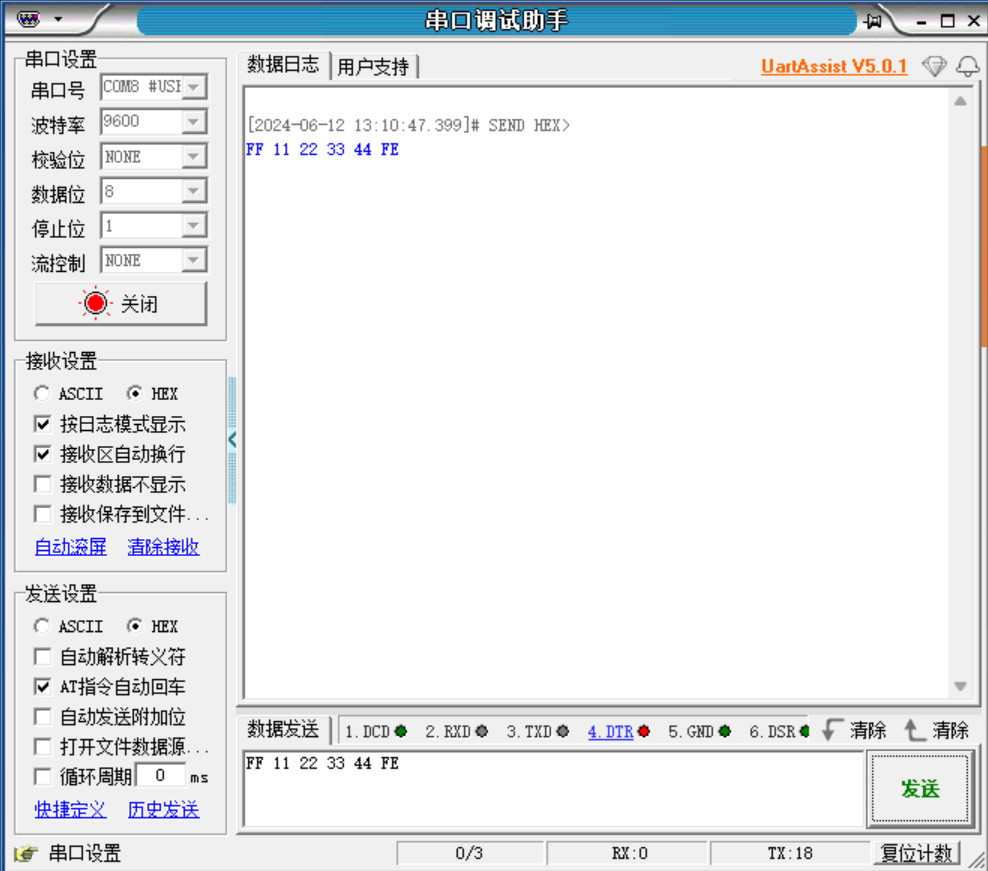 串口调试助手
串口设置
串口号 COM8 #USI
波特率 9600
校验位 NONE
数据位 8
停止位 1
流控制 NONE
关闭
接收设置
ASCII HEX
按日志模式显示
接收区自动换行
接收数据不显示
接收保存到文件...
自动滚屏 清除接收
发送设置
ASCII HEX
自动解析转义符
AT指令自动回车
自动发送附加位
打开文件数据源...
循环周期 0 ms
快捷定义 历史发送
数据日志 用户支持 UartAssist V5.0.1
[2024-06-12 13:10:47.399]# SEND HEX>
FF 11 22 33 44 FE
数据发送 1.DCD 2.RXD 3.TXD 4.DTR 5.GND 6.DSR 清除 清除
FF 11 22 33 44 FE
发送
串口设置 0/3 RX:0 TX:18 复位计数